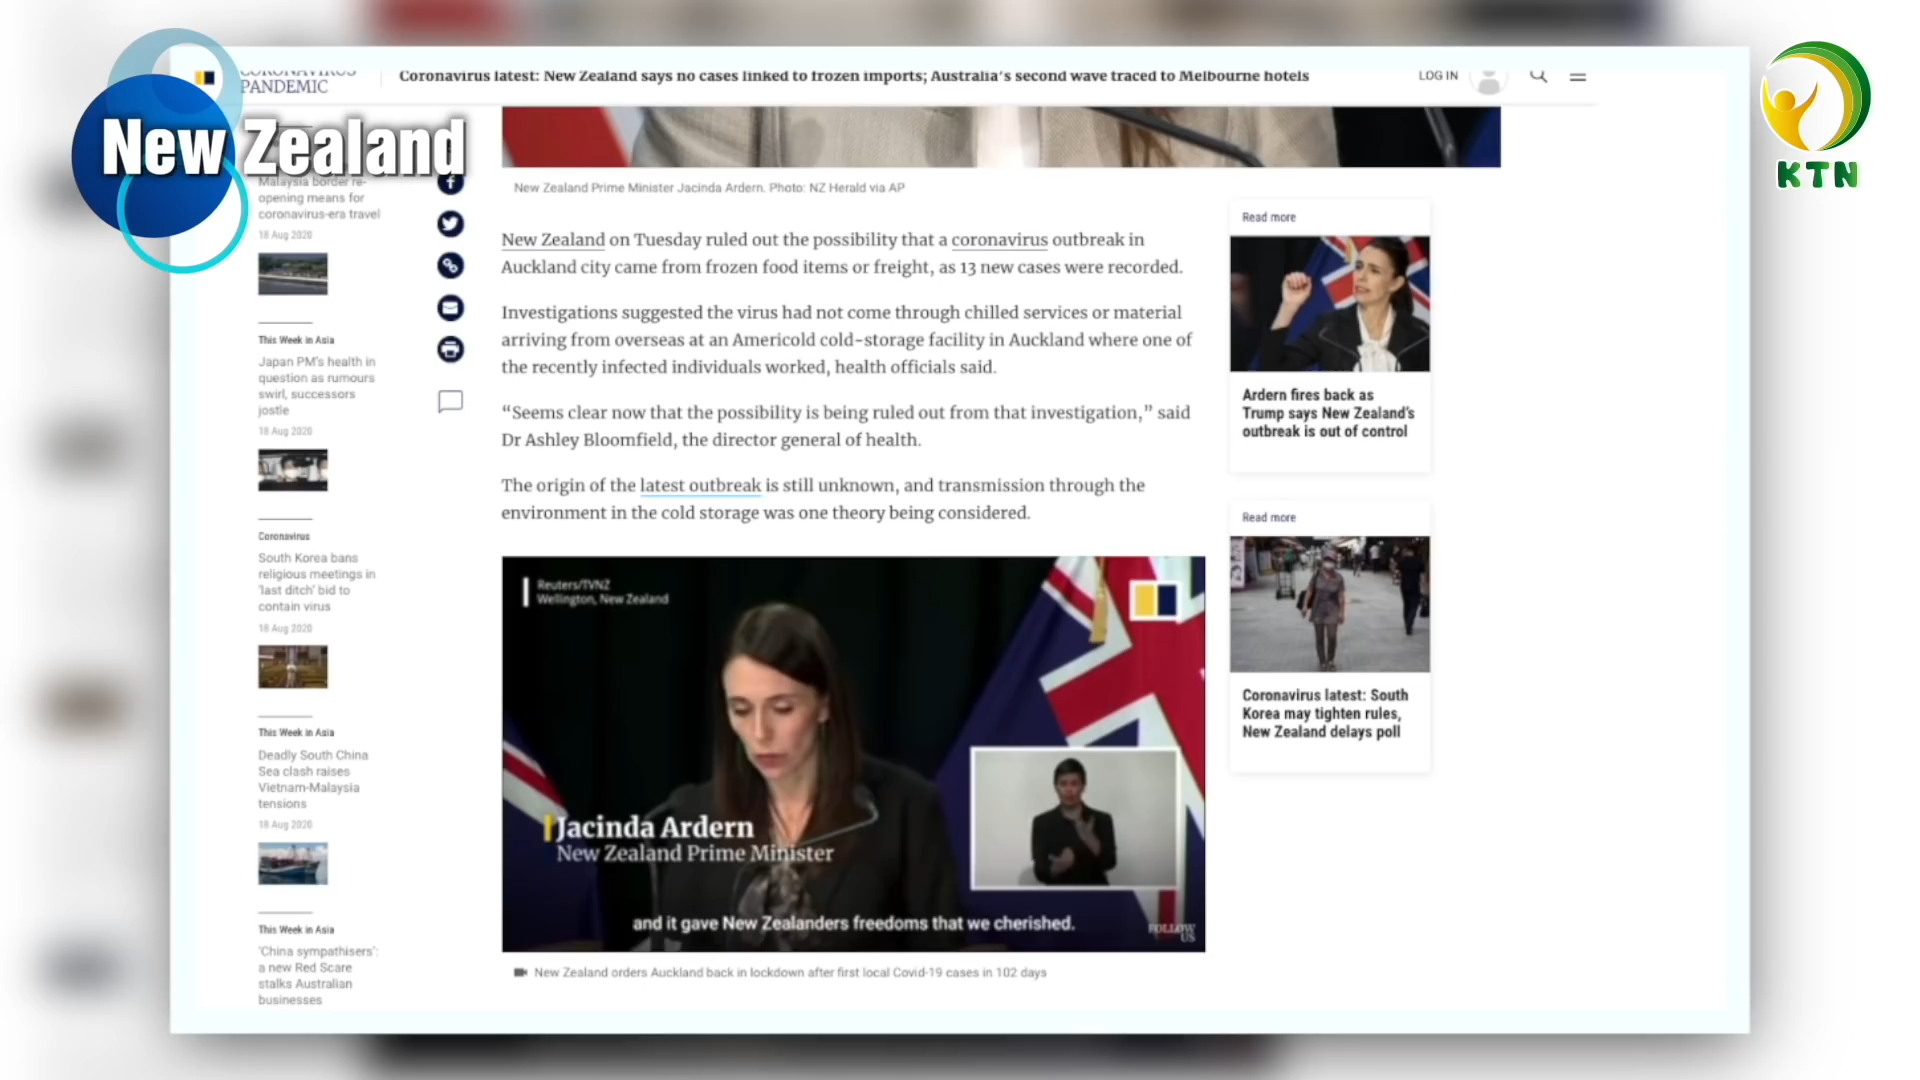 CORONAVIRUS
PANDEMIC
Coronavirus latest: New Zealand says no cases linked to frozen imports; Australia's second wave traced to Melbourne hotels
LOG IN
KTN
New Zealand
Malaysia border re-
opening means for
coronavirus-era travel
18 Aug 2020
This Week in Asia
Japan PM's health in
question as rumours
swirl, successors
jostle
18 Aug 2020
Coronavirus
South Korea bans
religious meetings in
'last ditch' bid to
contain virus
18 Aug 2020
This Week in Asia
Deadly South China
Sea clash raises
Vietnam-Malaysia
tensions
18 Aug 2020
This Week in Asia
'China sympathisers':
a new Red Scare
stalks Australian
businesses
New Zealand Prime Minister Jacinda Ardern. Photo: NZ Herald via AP
New Zealand on Tuesday ruled out the possibility that a coronavirus outbreak in
Auckland city came from frozen food items or freight, as 13 new cases were recorded.
Investigations suggested the virus had not come through chilled services or material
arriving from overseas at an Americold cold-storage facility in Auckland where one of
the recently infected individuals worked, health officials said.
“Seems clear now that the possibility is being ruled out from that investigation,” said
Dr Ashley Bloomfield, the director general of health.
The origin of the latest outbreak is still unknown, and transmission through the
environment in the cold storage was one theory being considered.
Reuters/TVNZ
Wellington, New Zealand
Jacinda Ardern
New Zealand Prime Minister
and it gave New Zealanders freedoms that we cherished.
FOLLOW
US
New Zealand orders Auckland back in lockdown after first local Covid-19 cases in 102 days
Read more
Ardern fires back as
Trump says New Zealand's
outbreak is out of control
Read more
Coronavirus latest: South
Korea may tighten rules,
New Zealand delays poll